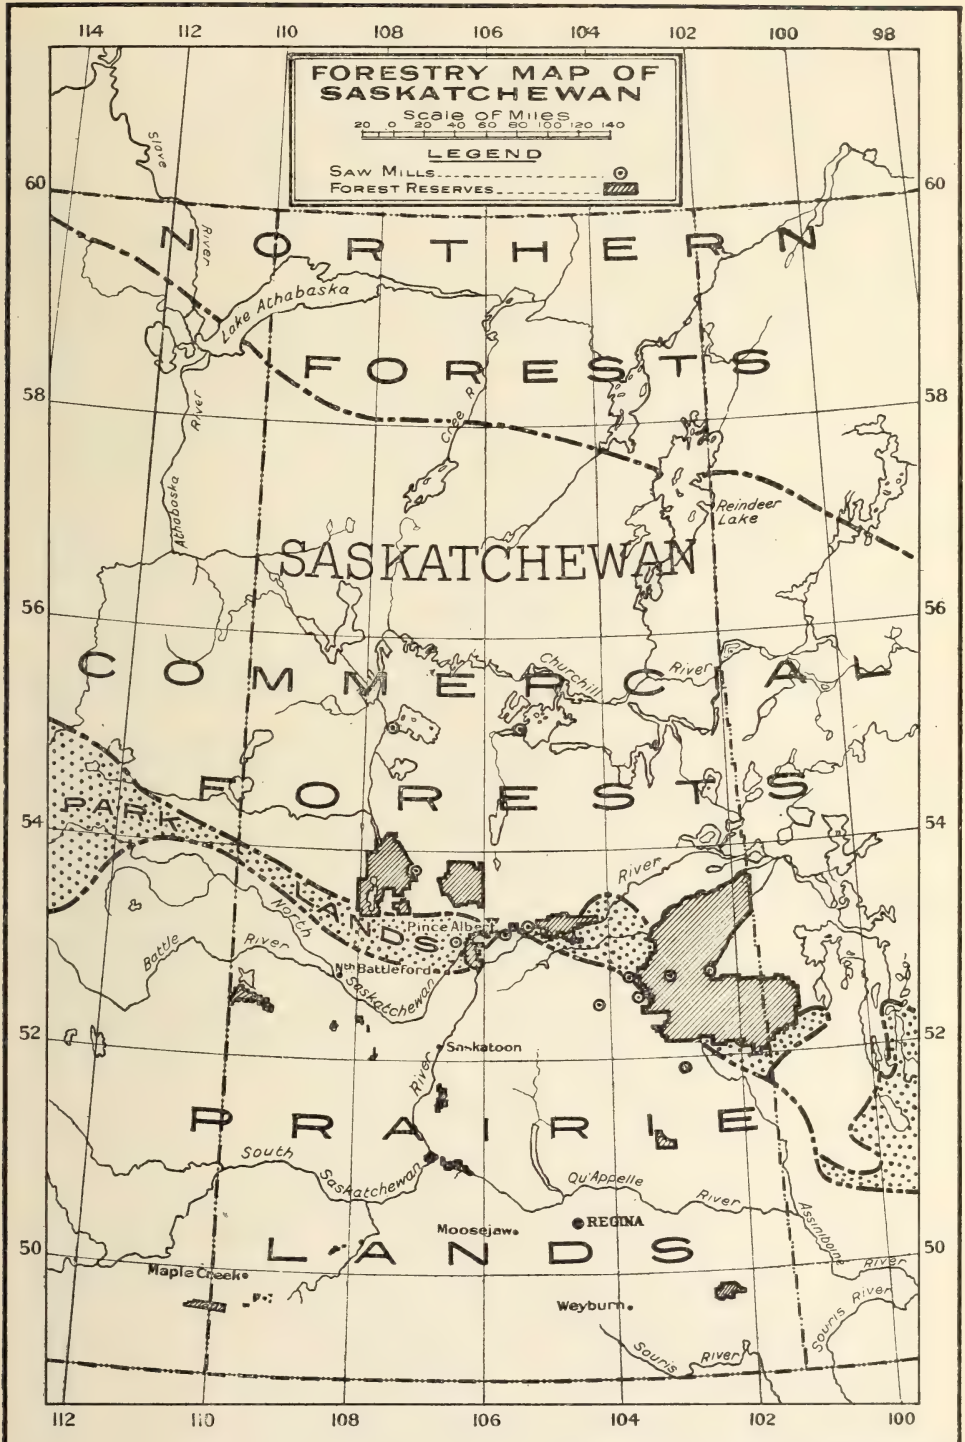 114 112 110 108 106 104 102 100 98
FORESTRY MAP OF
SASKATCHEWAN
Scale of Miles
20 0 20 40 60 80 100 120 140
LEGEND
SAW MILLS
FOREST RESERVES
Slave
River
60 60
NORTHERN
Lake Athabaska
FORESTS
58 58
River
Cree R.
Athabaska
Reindeer
Lake
SASKATCHEWAN
56 56
Churchill River
COMMERCIAL
FORESTS
PARK
LANDS
54 54
River
North
Pince Albert
Battle River
Nth Battleford
Saskatchewan
52 52
Saskatoon
River
PRAIRIE
South
Saskatchewan
Qu'Appelle
River
Moosejaw
REGINA
Assiniboine
River
50 50
LANDS
Maple Creek
Weyburn
Souris River
Souris River
112 110 108 106 104 102 100